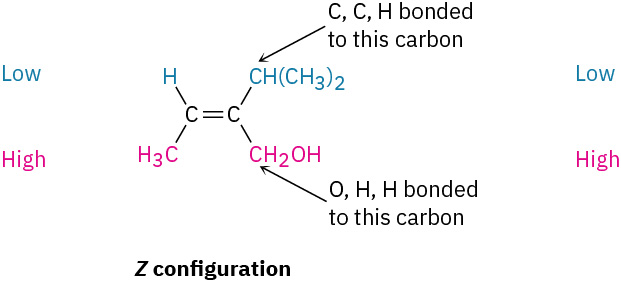 C, C, H bonded
to this carbon
Low H CH(CH₃)₂ Low
C=C
High H₃C CH₂OH High
O, H, H bonded
to this carbon
Z configuration